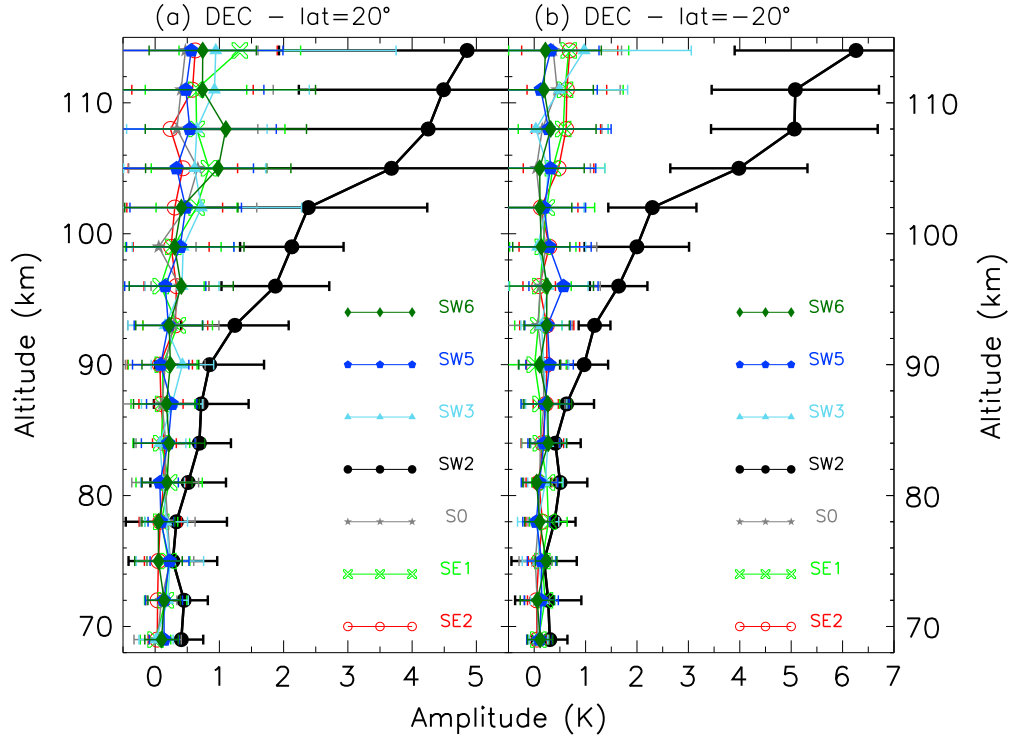 (a) DEC − lat=20°
(b) DEC − lat=−20°
Altitude (km)
110
100
90
80
70
SW6
SW5
SW3
SW2
S0
SE1
SE2
SW6
SW5
SW3
SW2
S0
SE1
SE2
110
100
90
80
70
Altitude (km)
0 1 2 3 4 5
0 1 2 3 4 5 6 7
Amplitude (K)